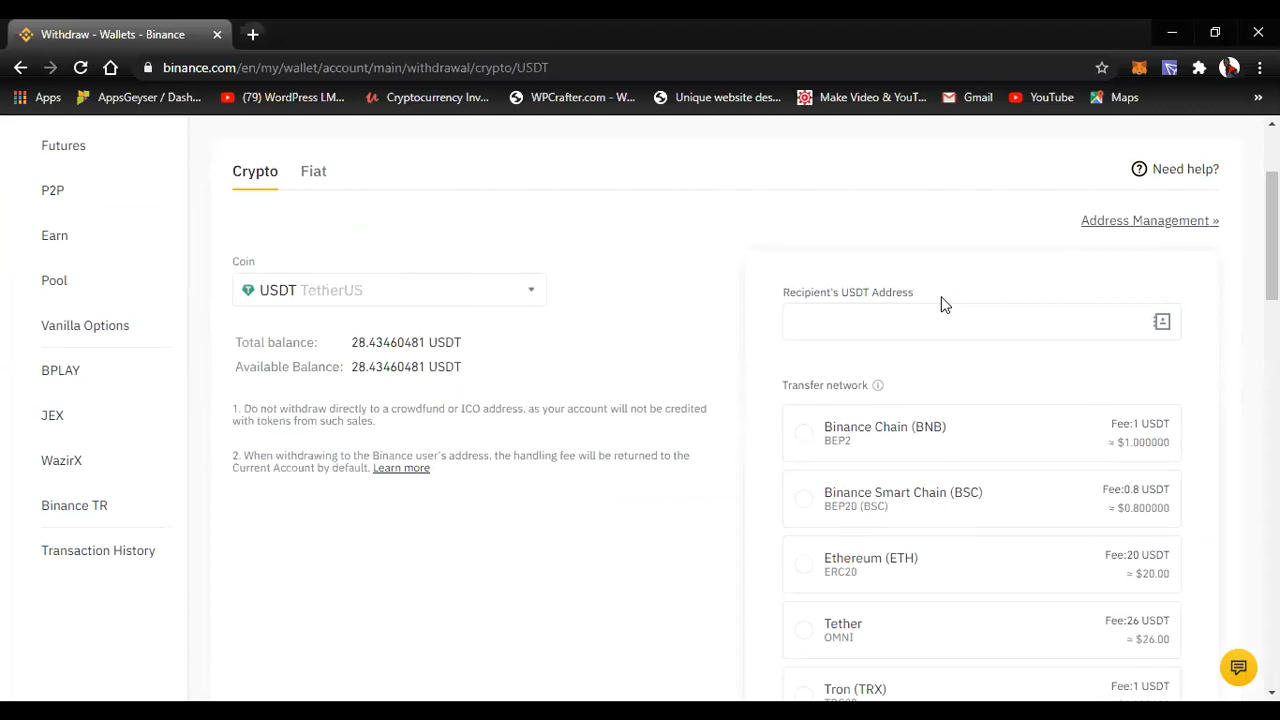 Withdraw - Wallets - Binance
binance.com/en/my/wallet/account/main/withdrawal/crypto/USDT
Apps
AppsGeyser / Dash...
(79) WordPress LM...
Cryptocurrency Inv...
WPCrafter.com - W...
Unique website des...
Make Video & YouT...
Gmail
YouTube
Maps
»
Futures
P2P
Earn
Pool
Vanilla Options
BPLAY
JEX
WazirX
Binance TR
Transaction History
Crypto
Fiat
Need help?
Address Management »
Coin
USDT TetherUS
Total balance: 28.43460481 USDT
Available Balance: 28.43460481 USDT
1. Do not withdraw directly to a crowdfund or ICO address, as your account will not be credited
with tokens from such sales.
2. When withdrawing to the Binance user's address, the handling fee will be returned to the
Current Account by default. Learn more
Recipient's USDT Address
Transfer network
Binance Chain (BNB) Fee:1 USDT
BEP2 ≈ $1.000000
Binance Smart Chain (BSC) Fee:0.8 USDT
BEP20 (BSC) ≈ $0.800000
Ethereum (ETH) Fee:20 USDT
ERC20 ≈ $20.00
Tether Fee:26 USDT
OMNI ≈ $26.00
Tron (TRX) Fee:1 USDT